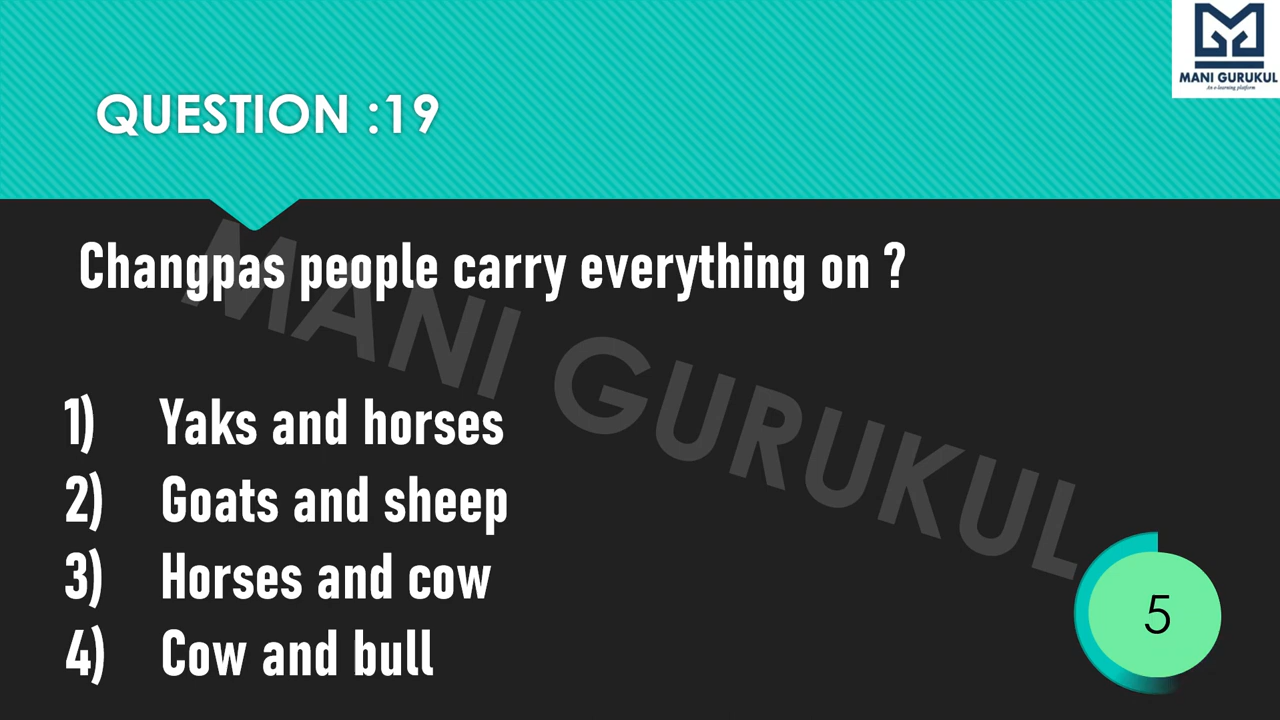 MANI GURUKUL
An e-learning platform
QUESTION :19
Changpas people carry everything on ?
MANI GURUKUL
1) Yaks and horses
2) Goats and sheep
3) Horses and cow
4) Cow and bull
5